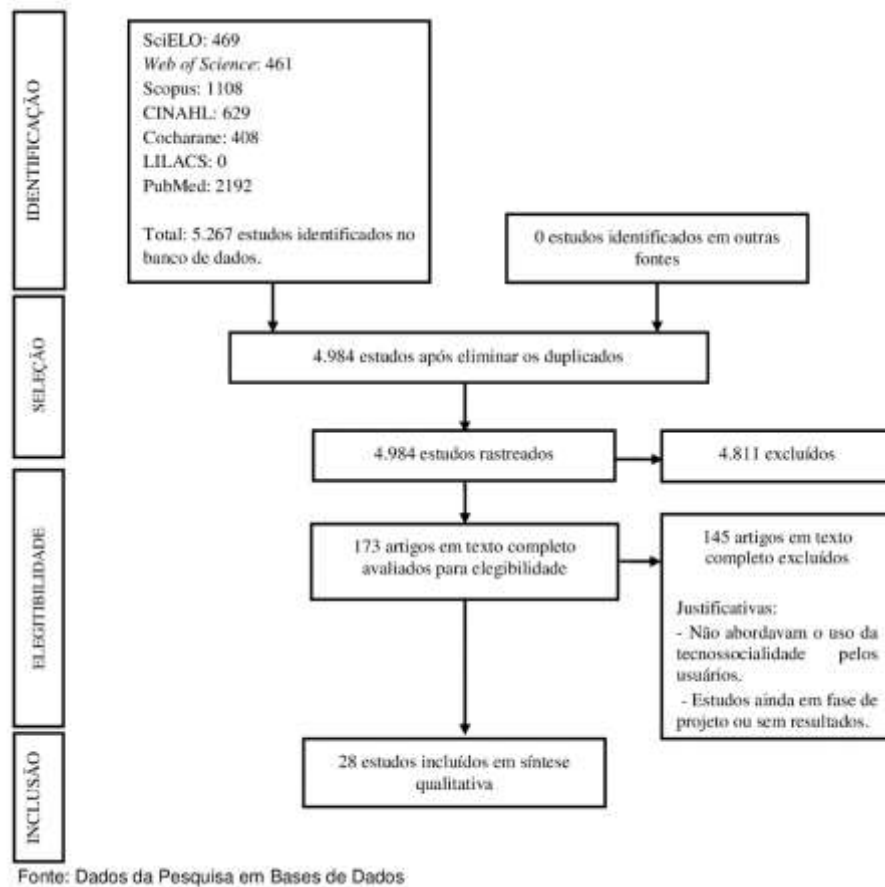 IDENTIFICAÇÃO
SciELO: 469
Web of Science: 461
Scopus: 1108
CINAHL: 629
Cocharane: 408
LILACS: 0
PubMed: 2192
Total: 5.267 estudos identificados no
banco de dados.
0 estudos identificados em outras
fontes
SELEÇÃO
4.984 estudos após eliminar os duplicados
4.984 estudos rastreados
4.811 excluídos
ELEGITIBILIDADE
173 artigos em texto completo
avaliados para elegibilidade
145 artigos em texto
completo excluídos
Justificativas:
- Não abordavam o uso da
tecnossocialidade pelos
usuários.
- Estudos ainda em fase de
projeto ou sem resultados.
INCLUSÃO
28 estudos incluídos em síntese
qualitativa
Fonte: Dados da Pesquisa em Bases de Dados